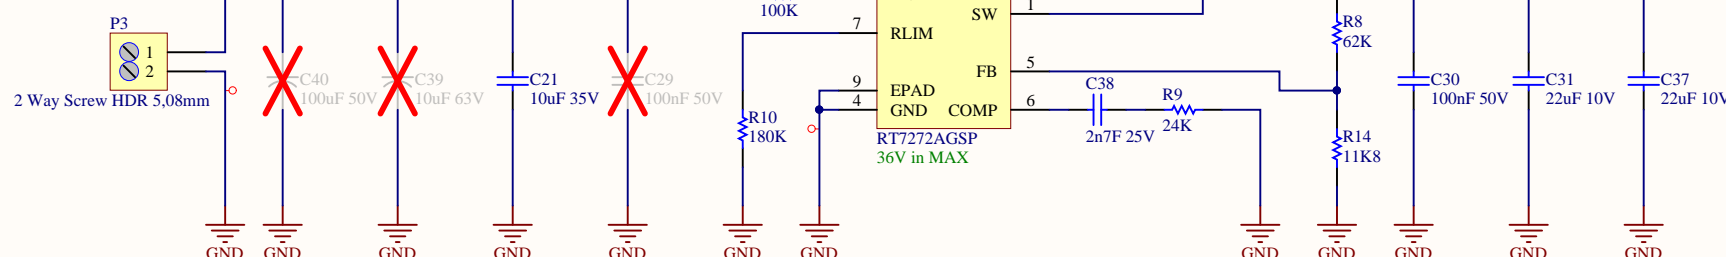 100K
SW 1
P3
R8
62K
7 RLIM
1
2
5 FB
C40
100uF 50V
C39
10uF 63V
C21
10uF 35V
C29
100nF 50V
C30
100nF 50V
C31
22uF 10V
C37
22uF 10V
2 Way Screw HDR 5,08mm
9 EPAD
4 GND
COMP 6
C38
2n7F 25V
R9
24K
R10
180K
RT7272AGSP
36V in MAX
R14
11K8
GND GND GND GND GND GND GND GND GND GND GND GND